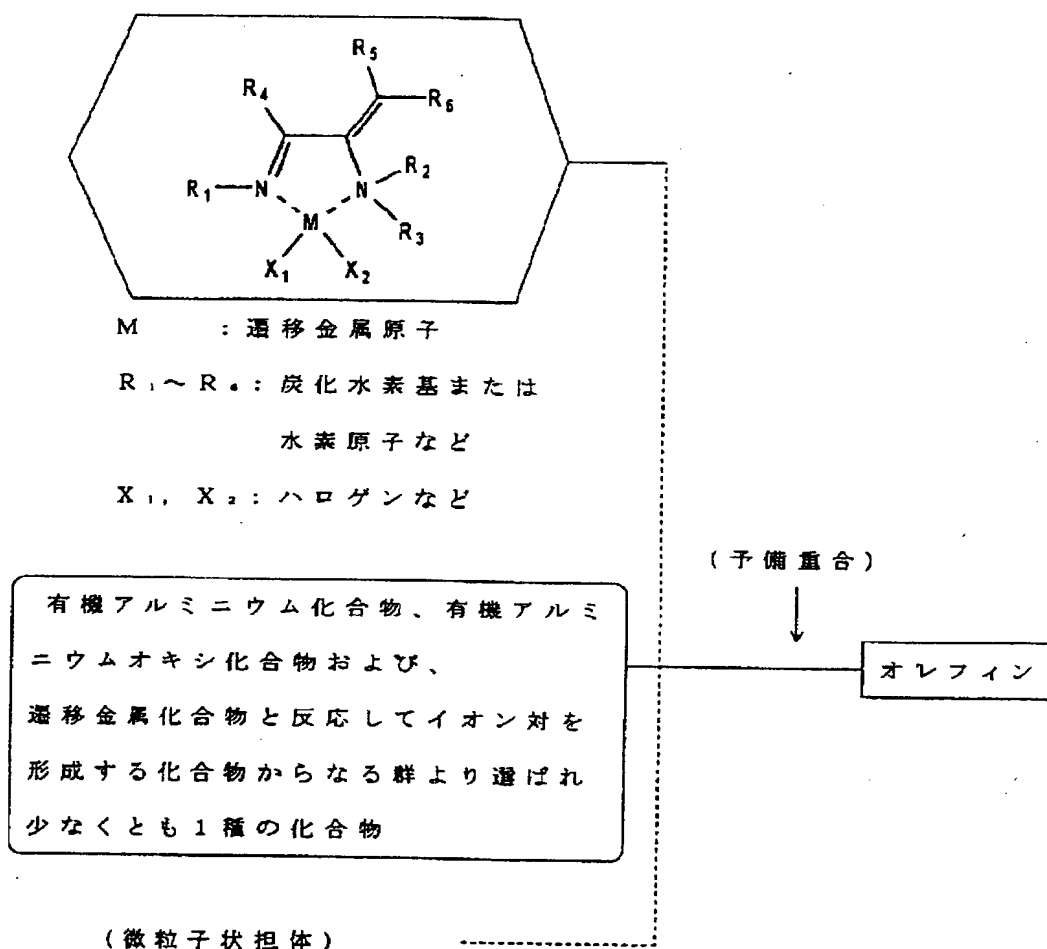 R₅
R₄
R₆
R₁
N
N
R₂
M
R₃
X₁
X₂
M : 遷移金属原子
R₁～R₆: 炭化水素基または
水素原子など
X₁, X₂: ハロゲンなど
(予備重合)
有機アルミニウム化合物、有機アルミ
ニウムオキシ化合物および、
遷移金属化合物と反応してイオン対を
形成する化合物からなる群より選ばれ
少なくとも1種の化合物
オレフィン
(微粒子状担体)